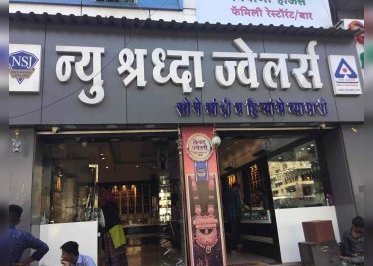 फॅमिली रेस्टॉरंट/बार
NSJ
न्यु श्रध्दा ज्वेलर्स
सोने चांदी व हि-यांचे व्यापारी